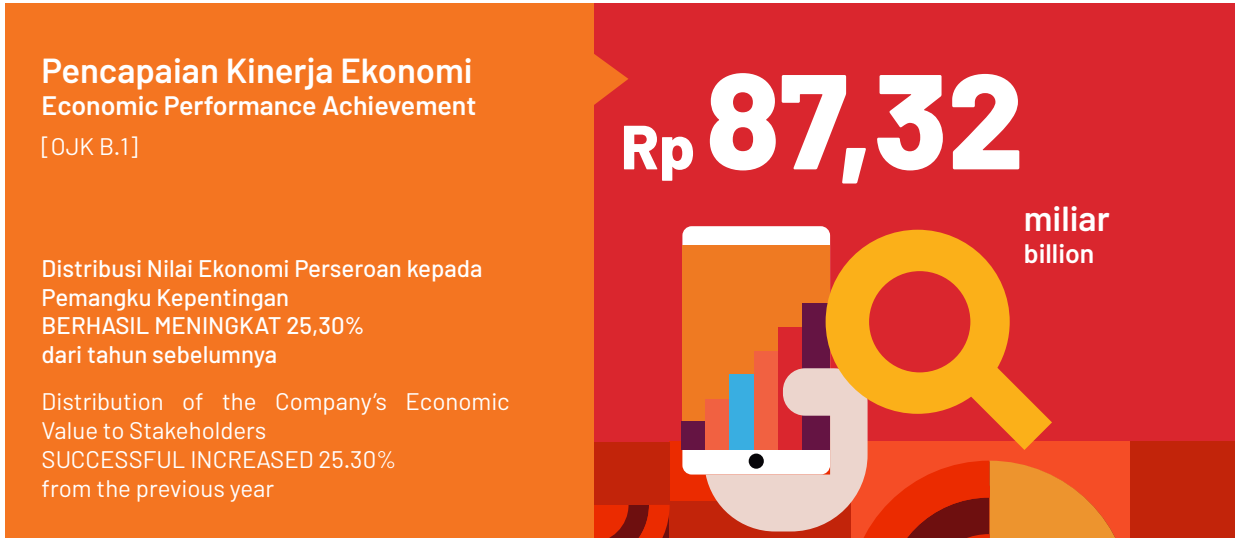 Pencapaian Kinerja Ekonomi
Economic Performance Achievement
[OJK B.1]
Distribusi Nilai Ekonomi Perseroan kepada
Pemangku Kepentingan
BERHASIL MENINGKAT 25,30%
dari tahun sebelumnya
Distribution of the Company’s Economic
Value to Stakeholders
SUCCESSFUL INCREASED 25.30%
from the previous year
Rp 87,32
miliar
billion